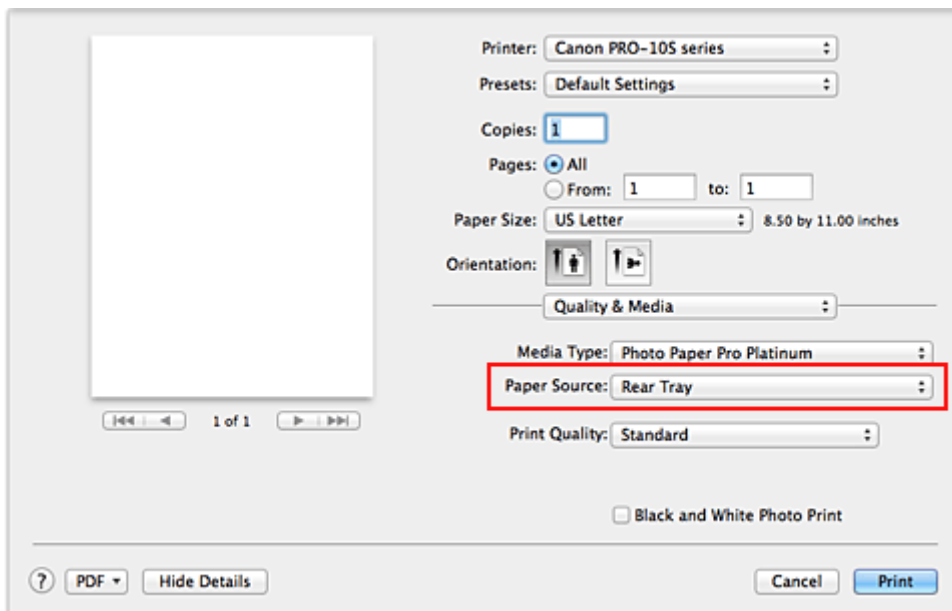 Printer: Canon PRO-10S series
Presets: Default Settings
Copies: 1
Pages: All
From: 1 to: 1
Paper Size: US Letter 8.50 by 11.00 inches
Orientation:
Quality & Media
Media Type: Photo Paper Pro Platinum
Paper Source: Rear Tray
1 of 1
Print Quality: Standard
Black and White Photo Print
? PDF Hide Details Cancel Print